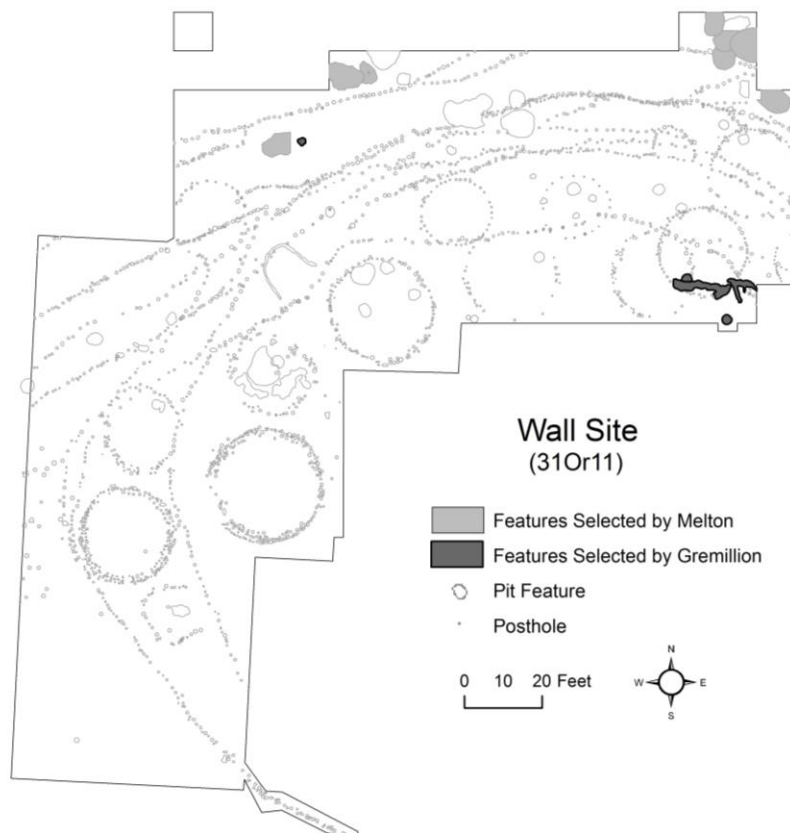 Wall Site
(31Or11)
Features Selected by Melton
Features Selected by Gremillion
Pit Feature
Posthole
0 10 20 Feet
N
W E
S